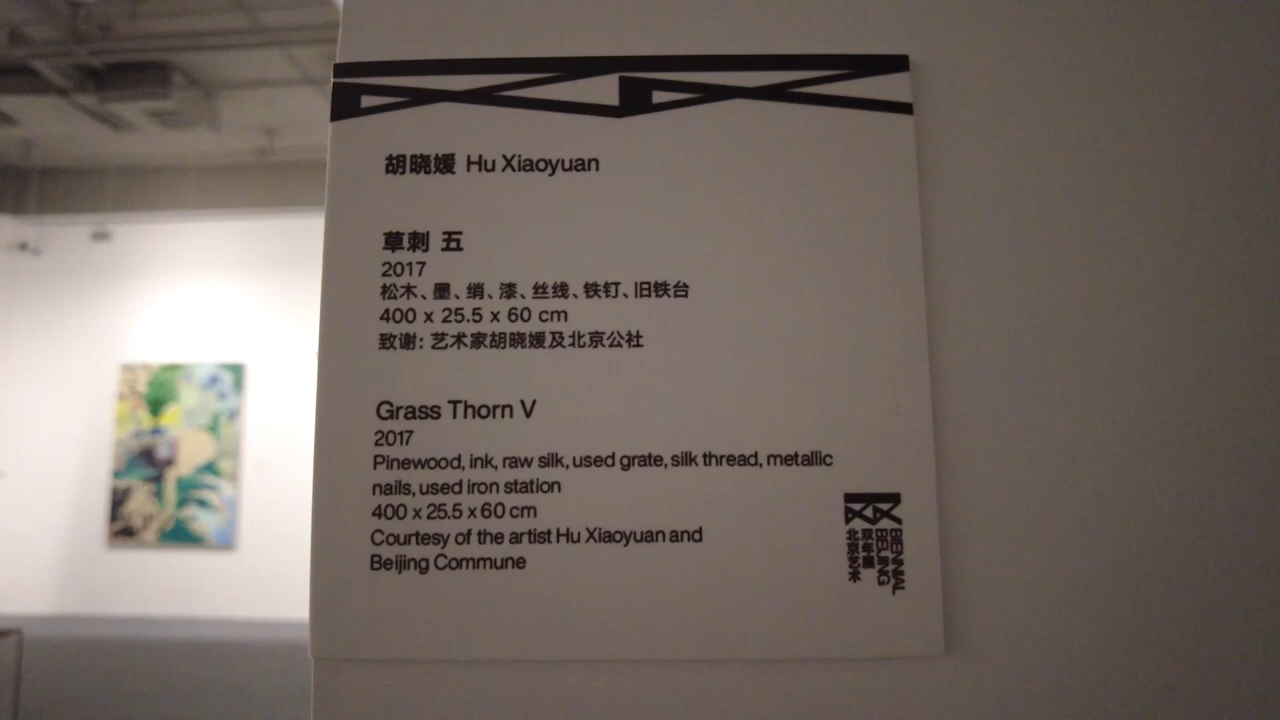 胡晓媛 Hu Xiaoyuan
草刺 五
2017
松木、墨、绡、漆、丝线、铁钉、旧铁台
400 x 25.5 x 60 cm
致谢: 艺术家胡晓媛及北京公社
Grass Thorn V
2017
Pinewood, ink, raw silk, used grate, silk thread, metallic
nails, used iron station
400 x 25.5 x 60 cm
Courtesy of the artist Hu Xiaoyuan and
Beijing Commune
BIENNIAL
BEIJING
双年展
北京艺术